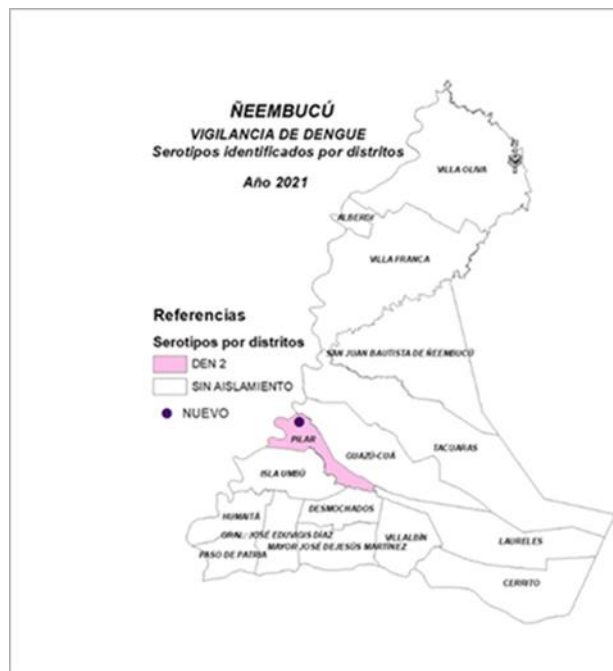 ÑEEMBUCÚ
VIGILANCIA DE DENGUE
Serotipos identificados por distritos
Año 2021
VILLA OLIVA
ALBERDI
VILLA FRANCA
Referencias
Serotipos por distritos
DEN 2
SIN AISLAMIENTO
NUEVO
SAN JUAN BAUTISTA DE ÑEEMBUCÚ
PILAR
GUAZÚ-CUÁ
TACUARAS
ISLA UMBÚ
HUMAITÁ
DESMOCHADOS
GRAL. JOSÉ EDUVIGIS DÍAZ
VILLALBÍN
LAURELES
PASO DE PATRIA
MAYOR JOSÉ DEJESÚS MARTÍNEZ
CERRITO